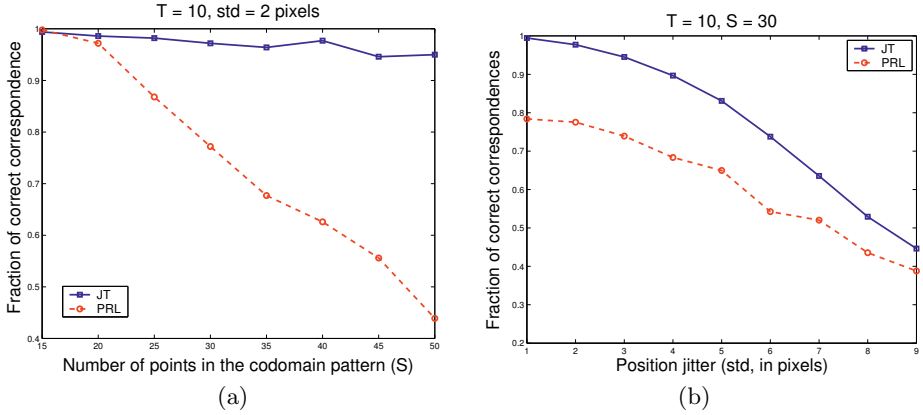 T = 10, std = 2 pixels
Fraction of correct correspondence
1
0.9
0.8
0.7
0.6
0.5
0.4
JT
PRL
15 20 25 30 35 40 45 50
Number of points in the codomain pattern (S)
(a)
T = 10, S = 30
Fraction of correct correspondences
1
0.9
0.8
0.7
0.6
0.5
0.4
0.3
0.2
JT
PRL
1 2 3 4 5 6 7 8 9
Position jitter (std, in pixels)
(b)